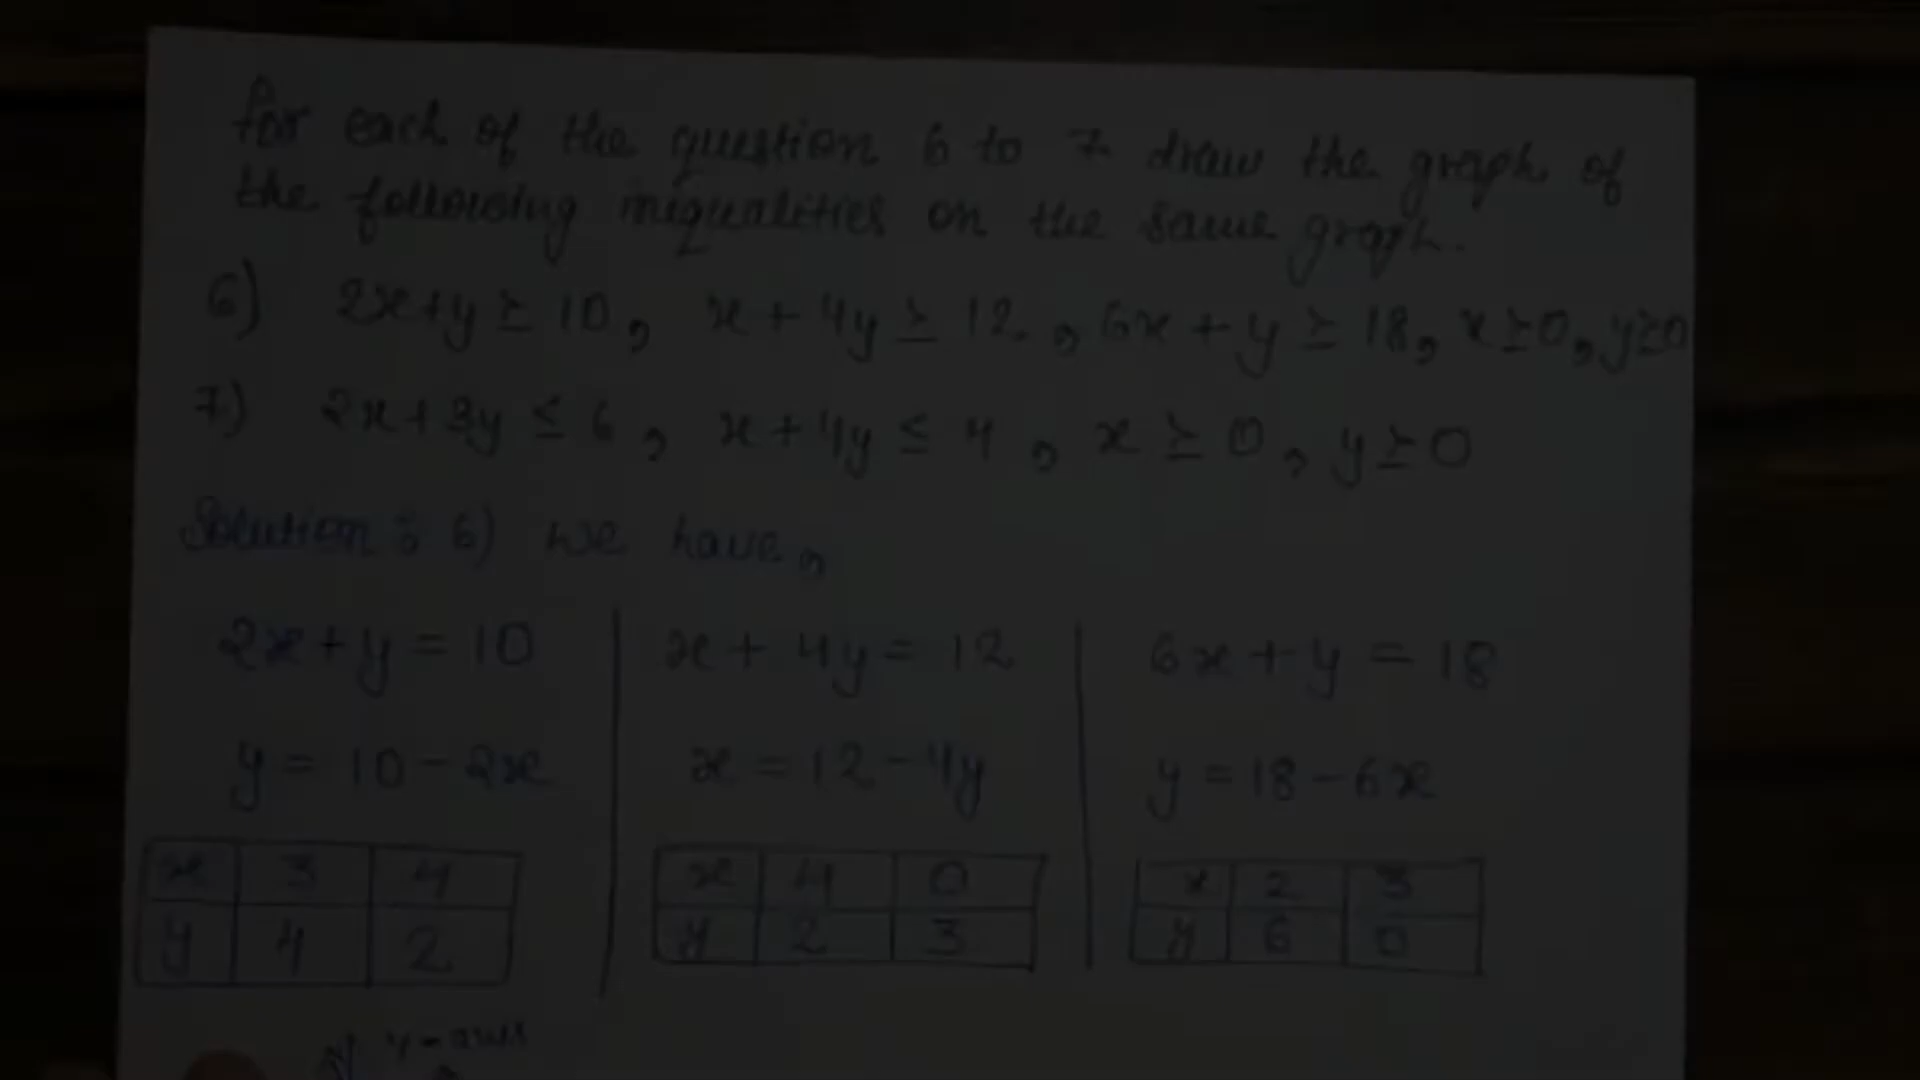 for each of the question 6 to 7 draw the graph of
the following inequalities on the same graph.
6) 2x+y ≥ 10, x + 4y ≥ 12, 6x + y ≥ 18, x ≥ 0, y ≥ 0
7) 2x + 3y ≤ 6, x + 4y ≤ 4, x ≥ 0, y ≥ 0
Solution : 6) we have,
2x + y = 10 x + 4y = 12 6x + y = 18
y = 10 - 2x x = 12 - 4y y = 18 - 6x
x 3 4 x 4 0 x 2 3
y 4 2 y 2 3 y 6 0
y-axis